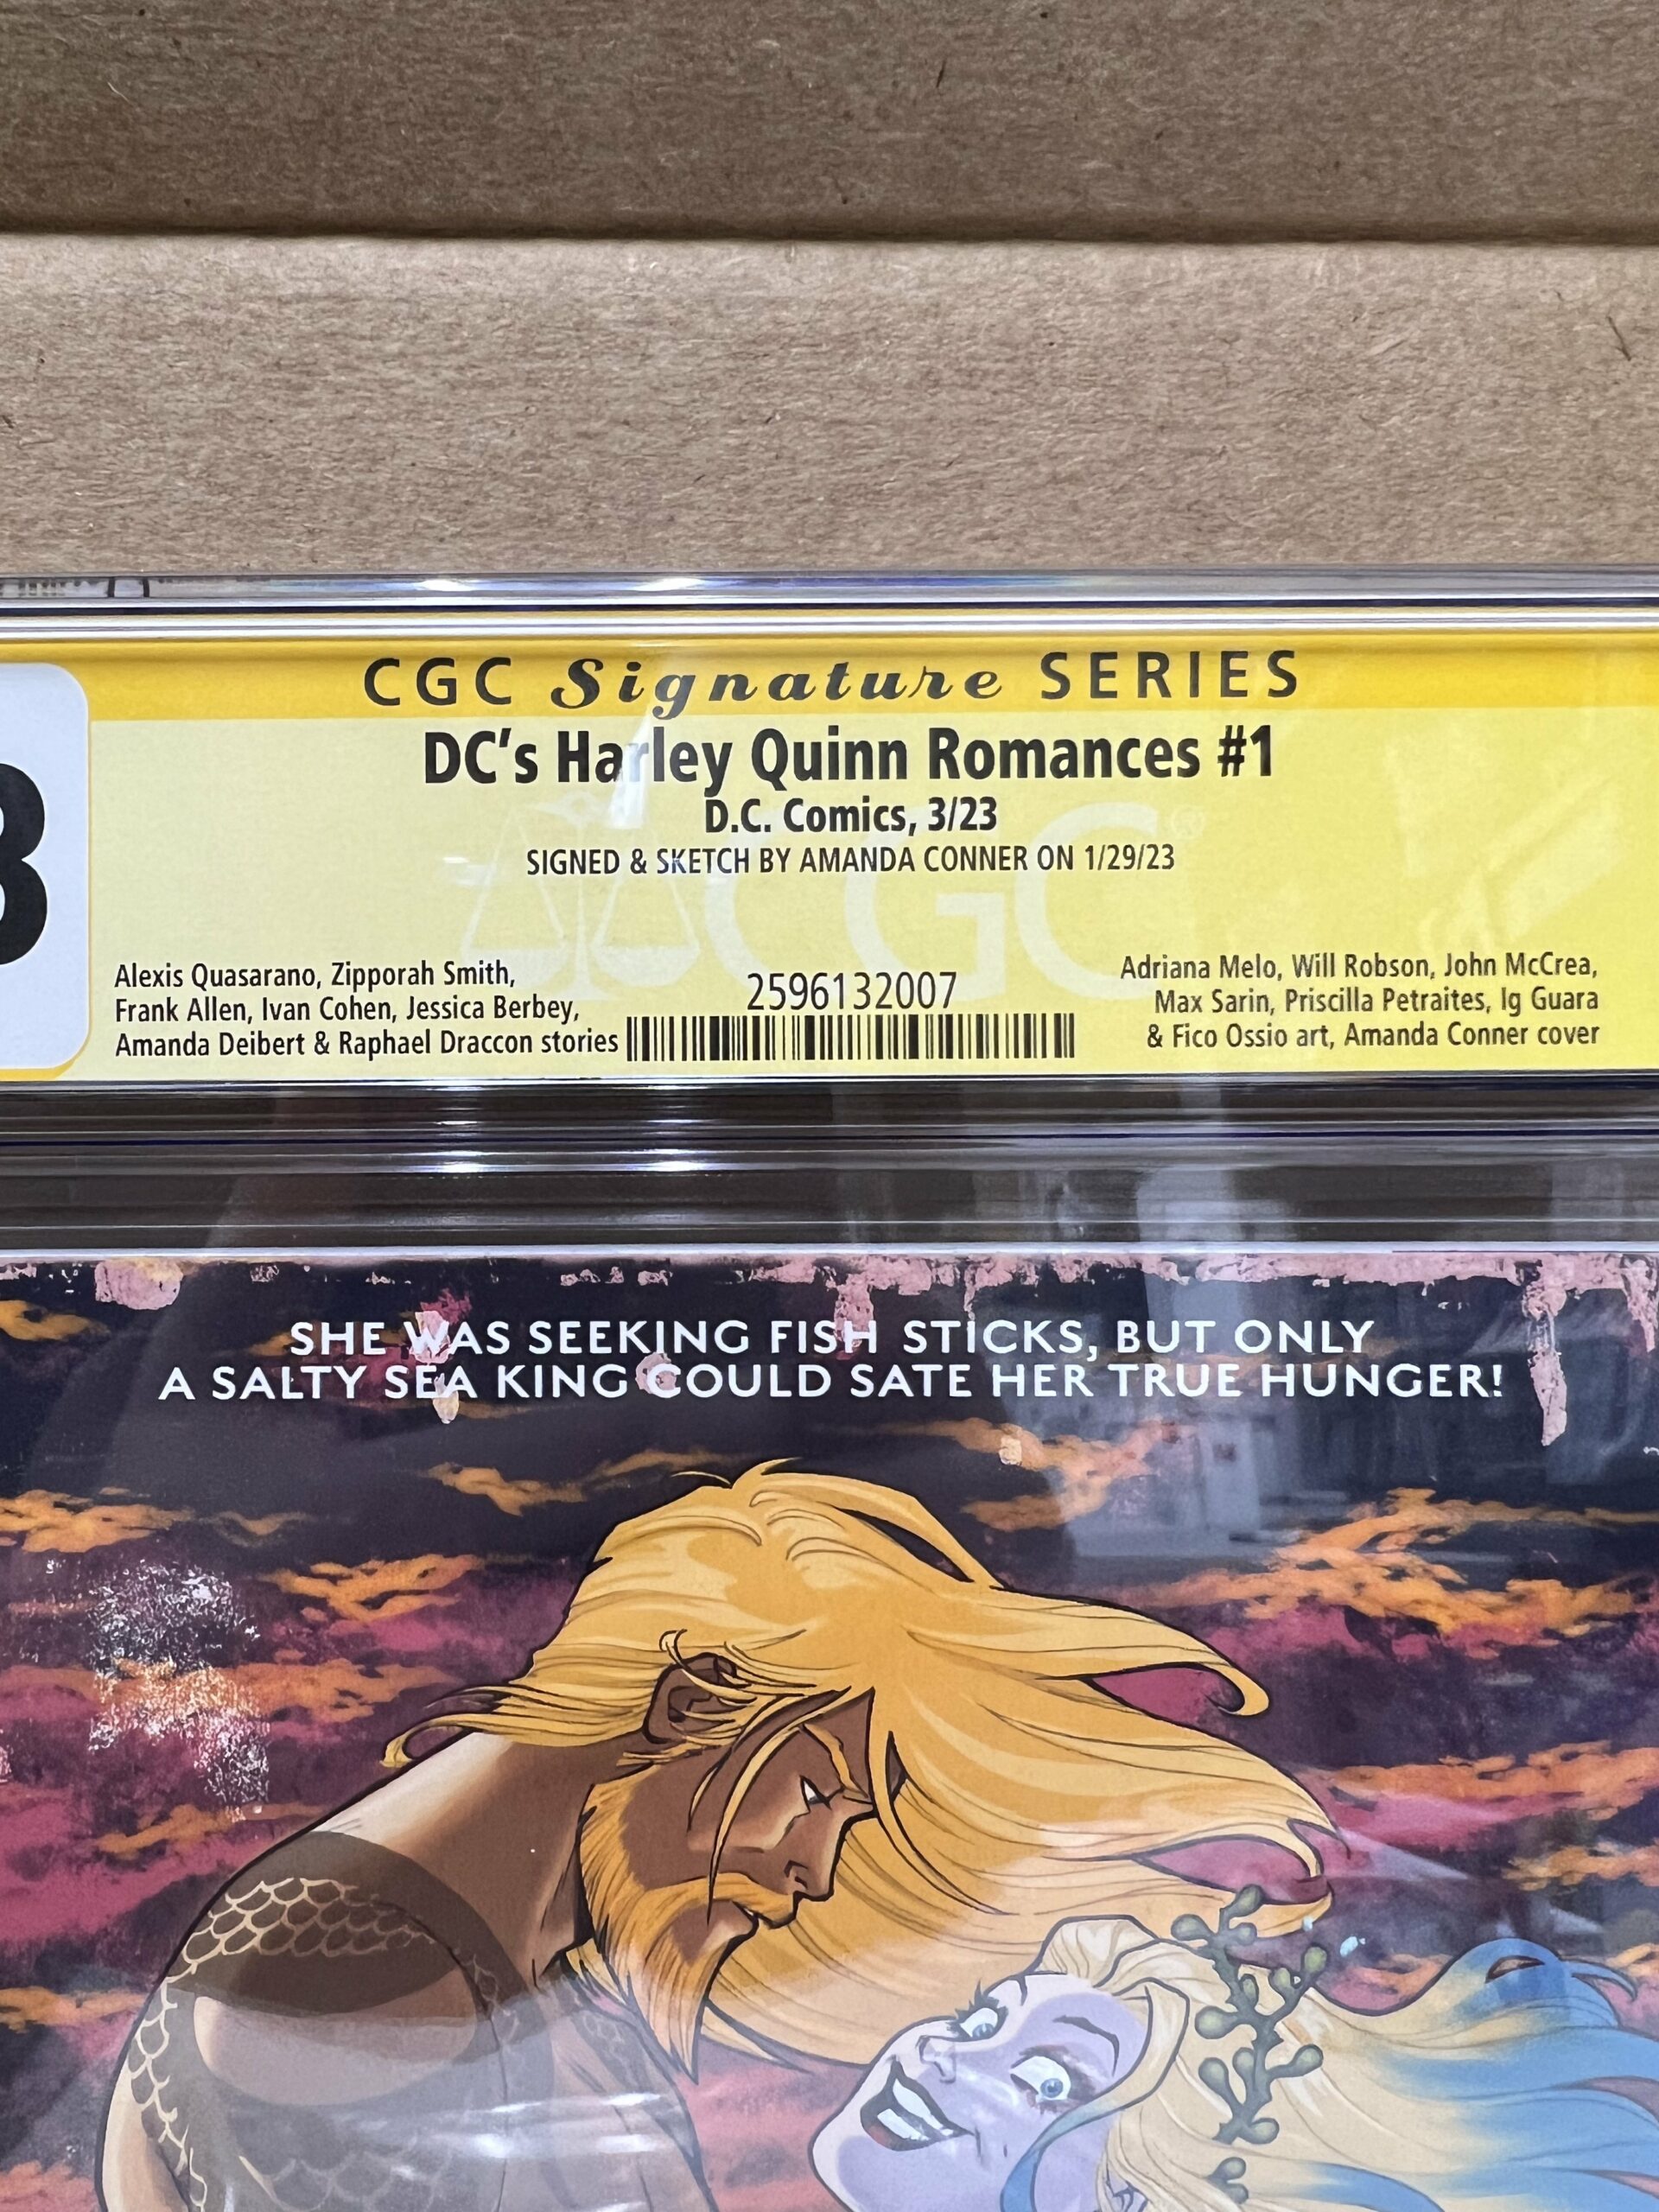 CGC Signature SERIES
DC's Harley Quinn Romances #1
D.C. Comics, 3/23
SIGNED & SKETCH BY AMANDA CONNER ON 1/29/23
8
CGC
Alexis Quasarano, Zipporah Smith,
Frank Allen, Ivan Cohen, Jessica Berbey,
Amanda Deibert & Raphael Draccon stories
2596132007
Adriana Melo, Will Robson, John McCrea,
Max Sarin, Priscilla Petraites, Ig Guara
& Fico Ossio art, Amanda Conner cover
SHE WAS SEEKING FISH STICKS, BUT ONLY
A SALTY SEA KING COULD SATE HER TRUE HUNGER!